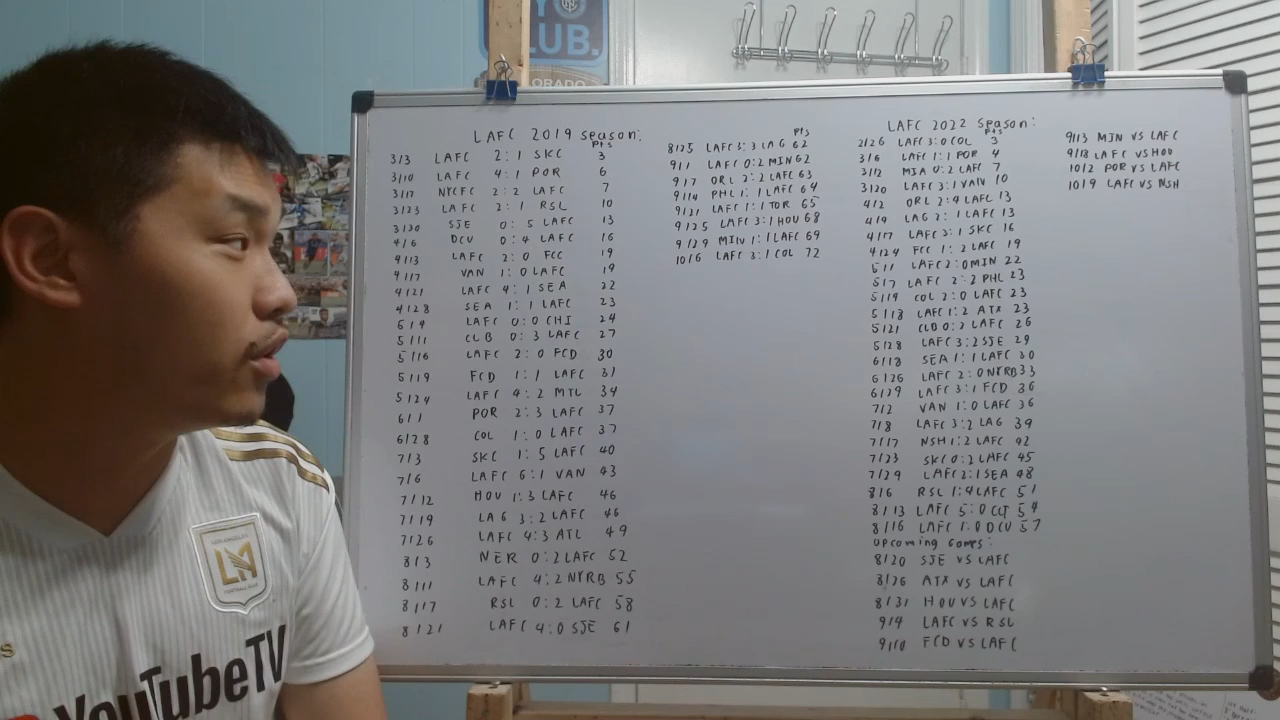 YO
LUB.
ORADO
LAFC 2019 season:
Pts
3/3 LAFC 2:1 SKC 3
3/10 LAFC 4:1 POR 6
3/17 NYCFC 2:2 LAFC 7
3/23 LAFC 2:1 RSL 10
3/30 SJE 0:5 LAFC 13
4/6 DCU 0:4 LAFC 16
4/13 LAFC 2:0 FCC 19
4/17 VAN 1:0 LAFC 19
4/21 LAFC 4:1 SEA 22
4/28 SEA 1:1 LAFC 23
5/4 LAFC 0:0 CHI 24
5/11 CLB 0:3 LAFC 27
5/16 LAFC 2:0 FCD 30
5/19 FCD 1:1 LAFC 31
5/24 LAFC 4:2 MTL 34
6/1 POR 2:3 LAFC 37
6/28 COL 1:0 LAFC 37
7/3 SKC 1:5 LAFC 40
7/6 LAFC 6:1 VAN 43
7/12 HOU 1:3 LAFC 46
7/19 LAG 3:2 LAFC 46
7/26 LAFC 4:3 ATL 49
8/3 NER 0:2 LAFC 52
8/11 LAFC 4:2 NYRB 55
8/17 RSL 0:2 LAFC 58
8/21 LAFC 4:0 SJE 61
Pts
8/25 LAFC 3:3 LAG 62
9/1 LAFC 0:2 MIN 62
9/7 ORL 2:2 LAFC 63
9/14 PHL 1:1 LAFC 64
9/21 LAFC 1:1 TOR 65
9/25 LAFC 3:1 HOU 68
9/29 MIN 1:1 LAFC 69
10/6 LAFC 3:1 COL 72
LAFC 2022 season:
Pts
2/26 LAFC 3:0 COL 3
3/6 LAFC 1:1 POR 4
3/12 MIA 0:2 LAFC 7
3/20 LAFC 3:1 VAN 10
4/2 ORL 2:4 LAFC 13
4/9 LAG 2:1 LAFC 13
4/17 LAFC 3:1 SKC 16
4/24 FCC 1:2 LAFC 19
5/1 LAFC 2:0 MIN 22
5/7 LAFC 2:2 PHL 23
5/14 COL 2:0 LAFC 23
5/18 LAFC 1:2 ATX 23
5/21 CLB 0:2 LAFC 26
5/28 LAFC 3:2 SJE 29
6/18 SEA 1:1 LAFC 30
6/26 LAFC 2:0 NYRB 33
6/29 LAFC 3:1 FCD 36
7/2 VAN 1:0 LAFC 36
7/8 LAFC 3:2 LAG 39
7/17 NSH 1:2 LAFC 42
7/23 SKC 0:2 LAFC 45
7/29 LAFC 2:1 SEA 48
8/6 RSL 1:4 LAFC 51
8/13 LAFC 5:0 CLT 54
8/16 LAFC 1:0 DCU 57
Upcoming Games:
8/20 SJE VS LAFC
8/26 ATX VS LAFC
8/31 HOU VS LAFC
9/4 LAFC VS RSL
9/10 FCD VS LAFC
9/13 MIN VS LAFC
9/18 LAFC VS HOU
10/2 POR VS LAFC
10/9 LAFC VS NSH
LOS ANGELES
LA
FOOTBALL CLUB
YouTubeTV